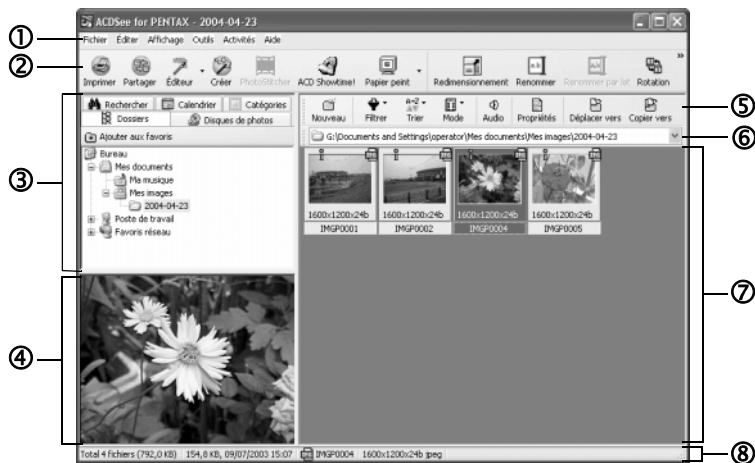 ACDSee for PENTAX - 2004-04-23
① Fichier Éditer Affichage Outils Activités Aide
② Imprimer Partager Éditeur Créer PhotoStitcher ACD Showtime! Papier peint Redimensionnement Renommer Renommer par lot Rotation »
Rechercher Calendrier Catégories
Dossiers Disques de photos
Ajouter aux favoris
③
Bureau
Mes documents
Ma musique
Mes images
2004-04-23
Poste de travail
Favoris réseau
④
Nouveau Filtrer Trier Mode Audio Propriétés Déplacer vers Copier vers ⑤
G:\Documents and Settings\operator\Mes documents\Mes images\2004-04-23 ⑥
1600x1200x24b 1600x1200x24b 1600x1200x24b 1600x1200x24b
IMGP0001 IMGP0002 IMGP0004 IMGP0005
⑦
Total 4 fichiers (792,0 KB) 154,8 KB, 09/07/2003 15:07 IMGP0004 1600x1200x24b jpeg ⑧